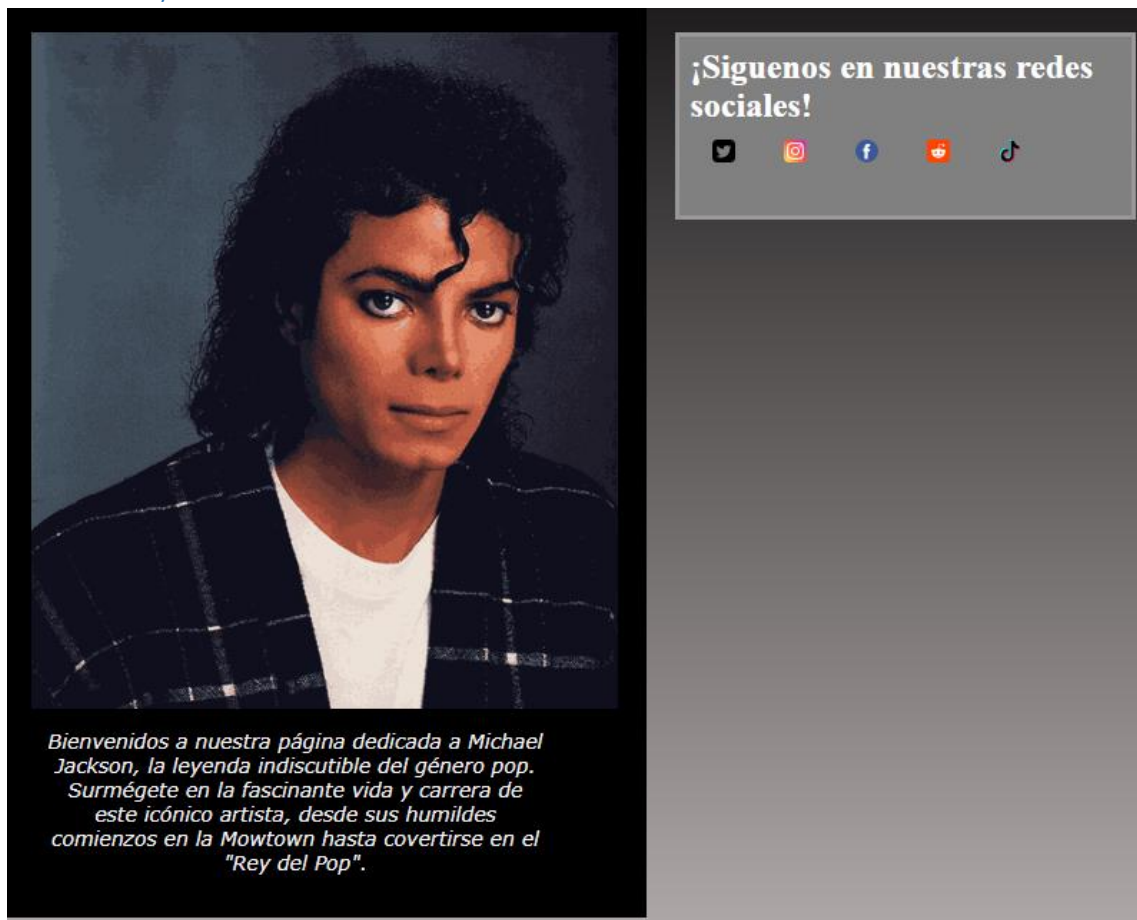 ¡Siguenos en nuestras redes
sociales!
Bienvenidos a nuestra página dedicada a Michael
Jackson, la leyenda indiscutible del género pop.
Surmégete en la fascinante vida y carrera de
este icónico artista, desde sus humildes
comienzos en la Mowtown hasta covertirse en el
"Rey del Pop".